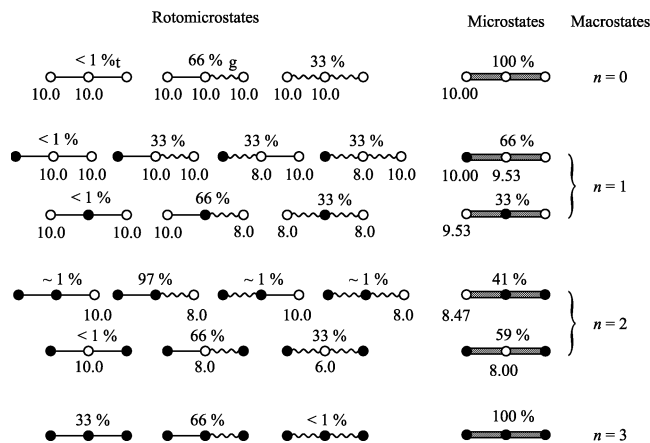 Rotomicrostates Microstates Macrostates
< 1 % t 66 % g 33 % 100 %
n = 0
10.0 10.0 10.0 10.0 10.0 10.0 10.0 10.00
< 1 % 33 % 33 % 33 % 66 %
10.0 10.0 10.0 10.0 8.0 10.0 8.0 10.0 10.00 9.53
n = 1
< 1 % 66 % 33 % 33 %
10.0 10.0 10.0 8.0 8.0 8.0 9.53
~ 1 % 97 % ~ 1 % ~ 1 % 41 %
10.0 8.0 10.0 8.0 8.47
n = 2
< 1 % 66 % 33 % 59 %
10.0 8.0 6.0 8.00
33 % 66 % < 1 % 100 %
n = 3